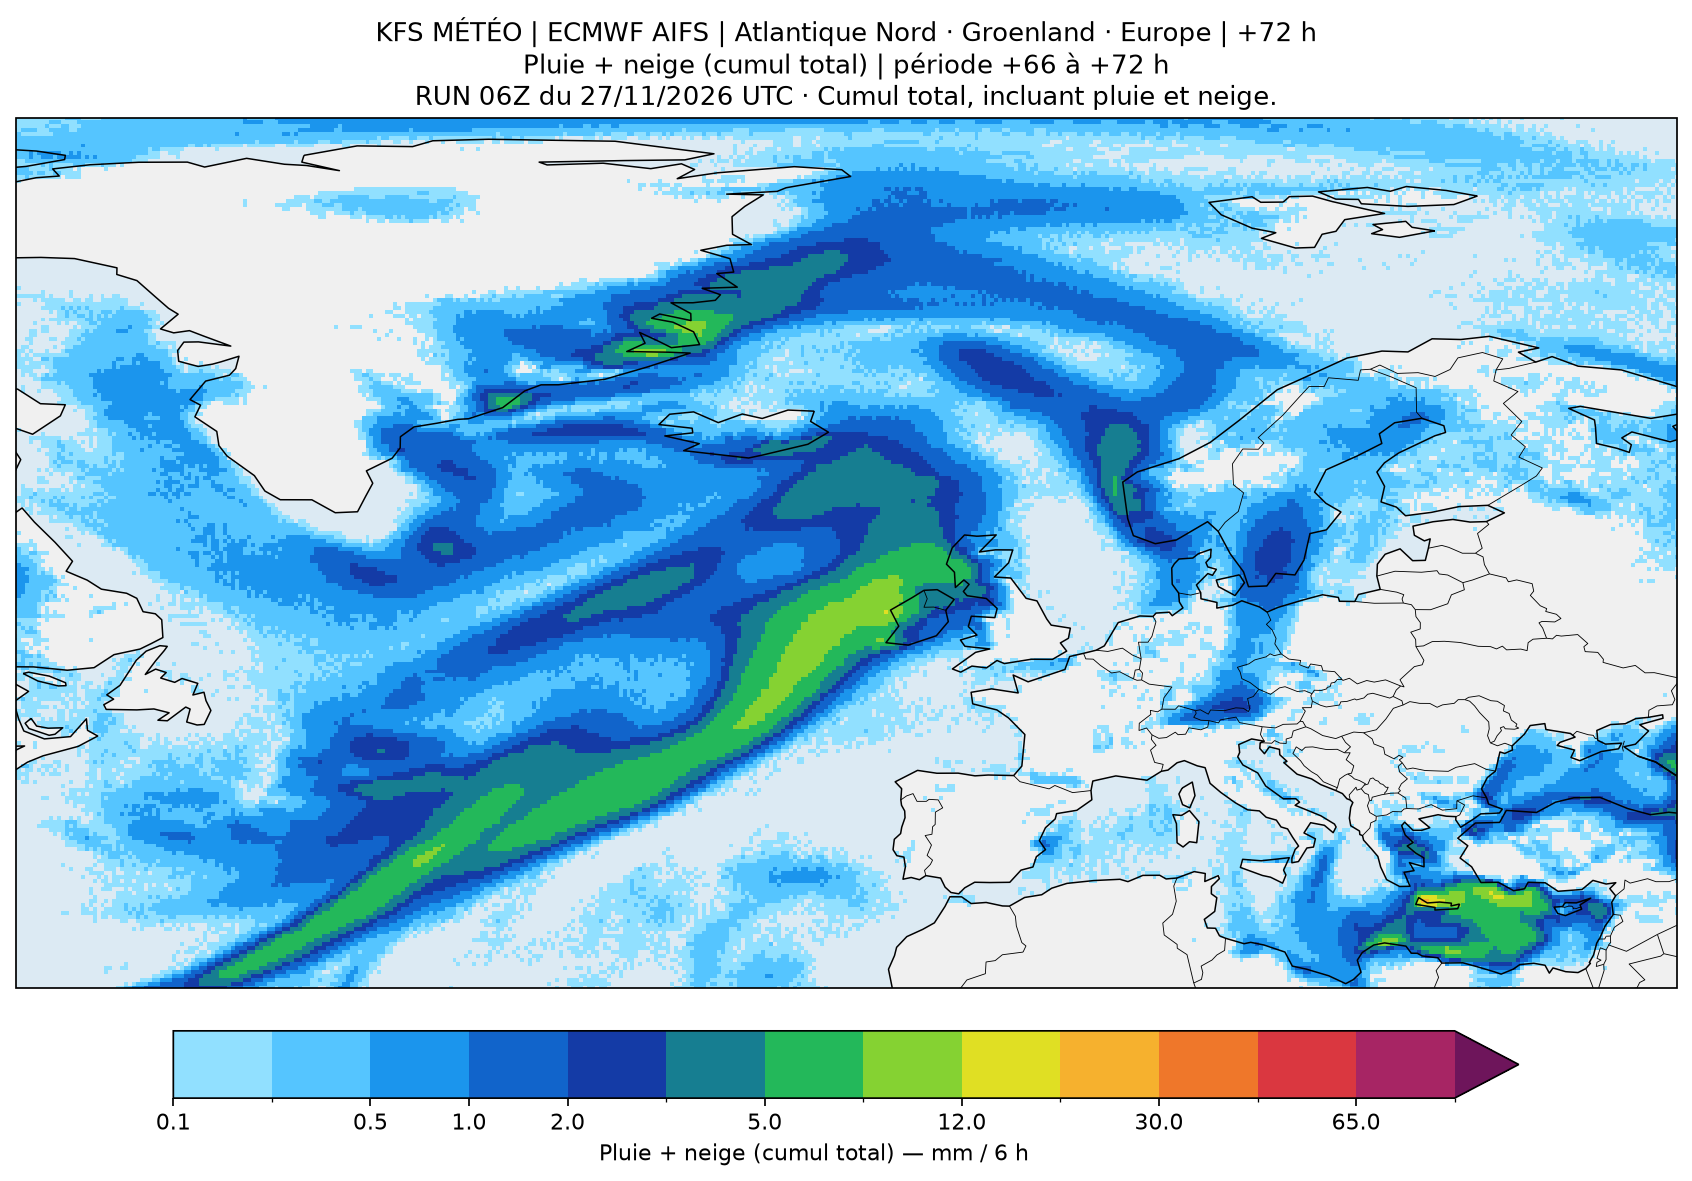 KFS MÉTÉO | ECMWF AIFS | Atlantique Nord · Groenland · Europe | +72 h
Pluie + neige (cumul total) | période +66 à +72 h
RUN 06Z du 27/11/2026 UTC · Cumul total, incluant pluie et neige.
0.1 0.5 1.0 2.0 5.0 12.0 30.0 65.0
Pluie + neige (cumul total) — mm / 6 h